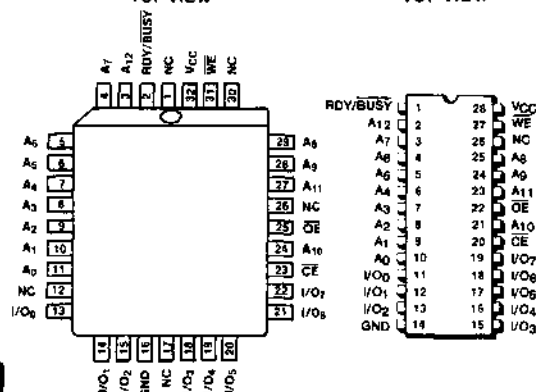 TOP VIEW TOP VIEW
A7 A12 RDY/BUSY NC VCC WE NC
4 3 2 1 32 31 30
A6 5 29 A8
A5 6 28 A9
A4 7 27 A11
A3 8 26 NC
A2 9 25 OE
A1 10 24 A10
A0 11 23 CE
NC 12 22 I/O7
I/O0 13 21 I/O6
14 15 16 17 18 19 20
I/O1 I/O2 GND NC I/O3 I/O4 I/O5
RDY/BUSY 1 28 VCC
A12 2 27 WE
A7 3 26 NC
A6 4 25 A8
A5 5 24 A9
A4 6 23 A11
A3 7 22 OE
A2 8 21 A10
A1 9 20 CE
A0 10 19 I/O7
I/O0 11 18 I/O6
I/O1 12 17 I/O5
I/O2 13 16 I/O4
GND 14 15 I/O3